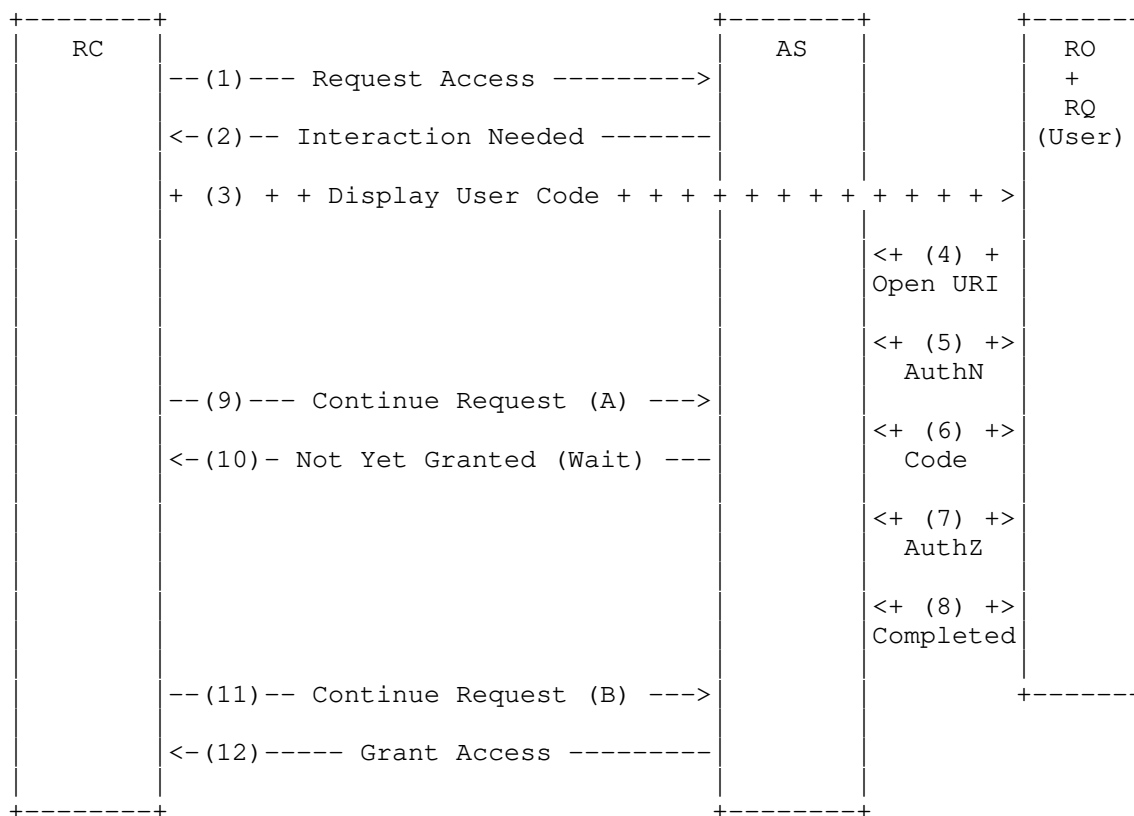 +--------+                                  +--------+         +-------
|   RC   |                                  |   AS   |         |  RO
|        |--(1)--- Request Access --------->|        |         |  +
|        |                                  |        |         |  RQ
|        |<-(2)-- Interaction Needed -------|        |         |(User)
|        |+ (3) + + Display User Code + + + + + + + + + + + + >|
|        |                                  |        |<+ (4) + |
|        |                                  |        |Open URI |
|        |                                  |        |<+ (5) +>|
|        |                                  |        |  AuthN  |
|        |--(9)--- Continue Request (A) --->|        |         |
|        |                                  |        |<+ (6) +>|
|        |<-(10)- Not Yet Granted (Wait) ---|        |  Code   |
|        |                                  |        |<+ (7) +>|
|        |                                  |        |  AuthZ  |
|        |                                  |        |<+ (8) +>|
|        |                                  |        |Completed|
|        |--(11)-- Continue Request (B) --->|        |         +-------
|        |<-(12)----- Grant Access ---------|        |
+--------+                                  +--------+